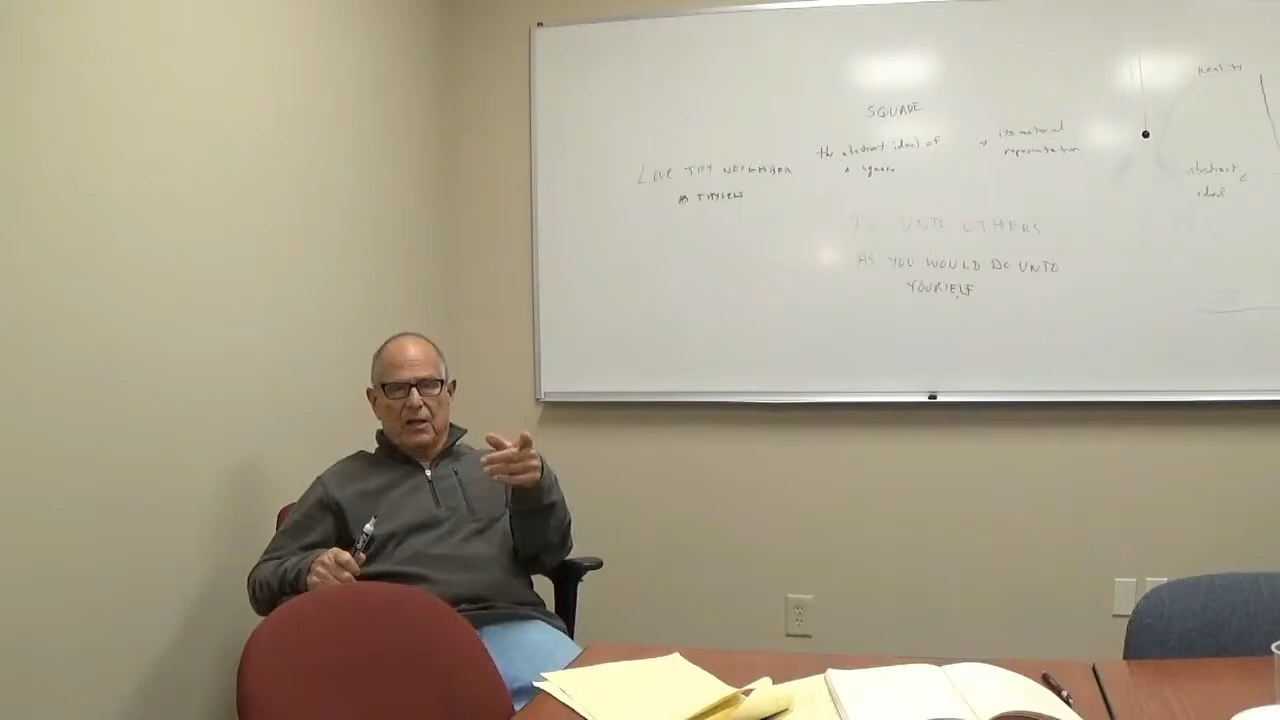 SQUARE
the abstract ideal of
a square
its material
representation
LOVE THY NEIGHBOR
AS THYSELF
UNTO OTHERS
AS YOU WOULD DO UNTO
YOURSELF
abstract
ideal